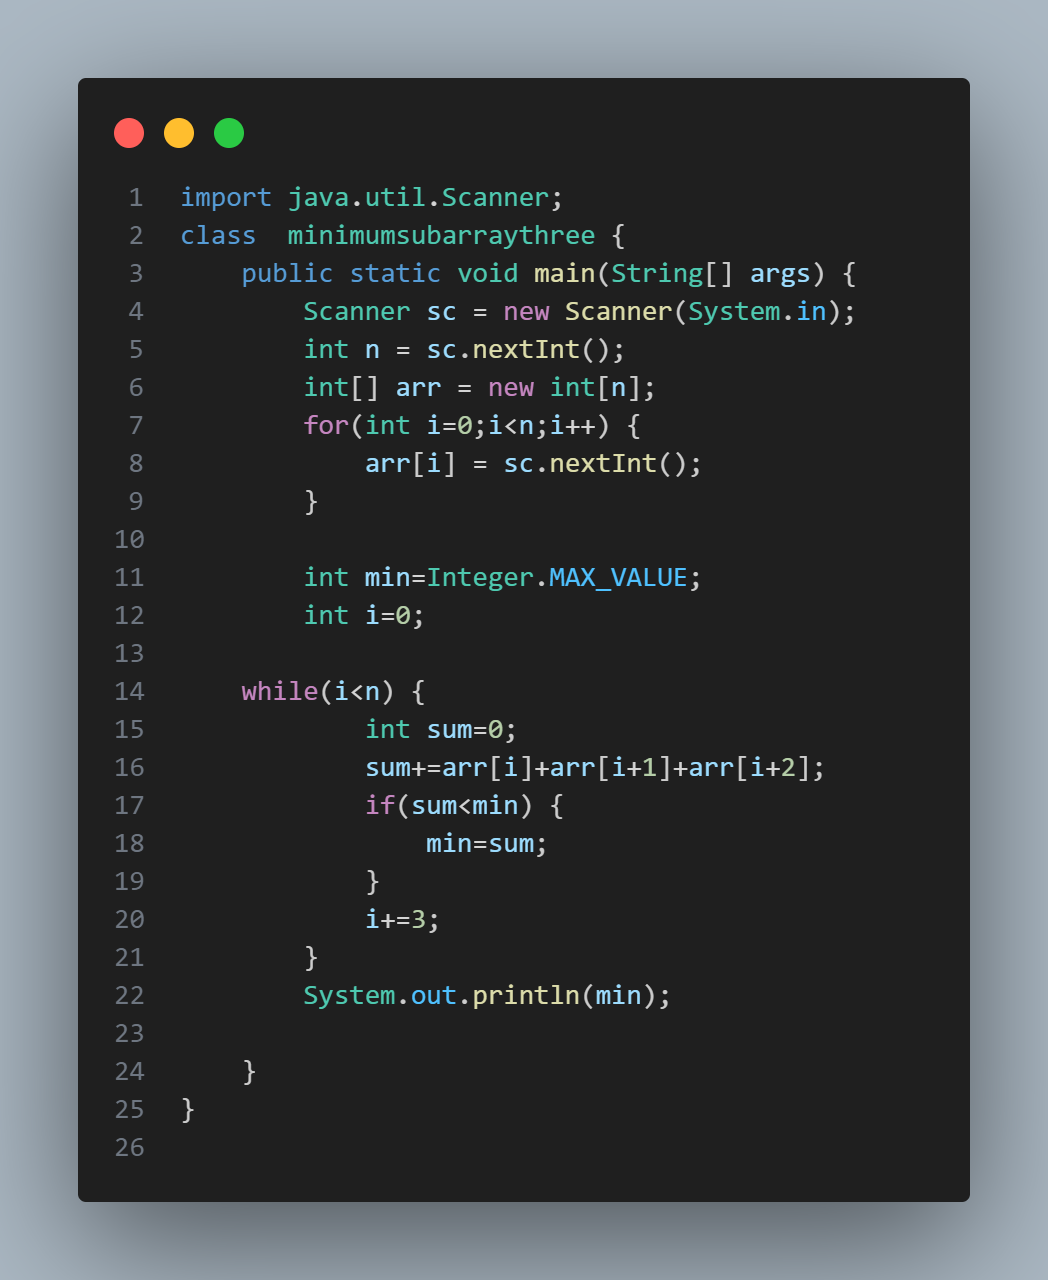 1 import java.util.Scanner;
2 class  minimumsubarraythree {
3     public static void main(String[] args) {
4         Scanner sc = new Scanner(System.in);
5         int n = sc.nextInt();
6         int[] arr = new int[n];
7         for(int i=0;i<n;i++) {
8             arr[i] = sc.nextInt();
9         }
10
11         int min=Integer.MAX_VALUE;
12         int i=0;
13
14     while(i<n) {
15             int sum=0;
16             sum+=arr[i]+arr[i+1]+arr[i+2];
17             if(sum<min) {
18                 min=sum;
19             }
20             i+=3;
21         }
22         System.out.println(min);
23
24     }
25 }
26